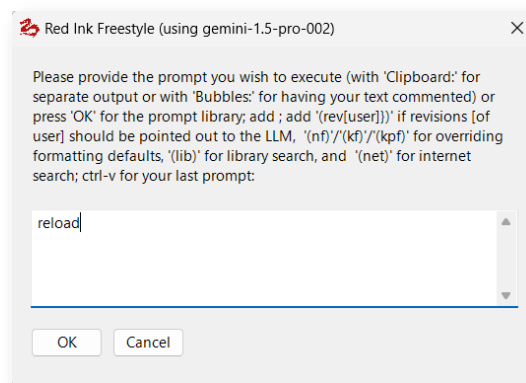 Red Ink Freestyle (using gemini-1.5-pro-002)
Please provide the prompt you wish to execute (with 'Clipboard:' for
separate output or with 'Bubbles:' for having your text commented) or
press 'OK' for the prompt library; add ; add '(rev[user]))' if revisions [of
user] should be pointed out to the LLM,  '(nf)'/'(kf)'/'(kpf)' for overriding
formatting defaults, '(lib)' for library search, and  '(net)' for internet
search; ctrl-v for your last prompt:
reload
OK
Cancel